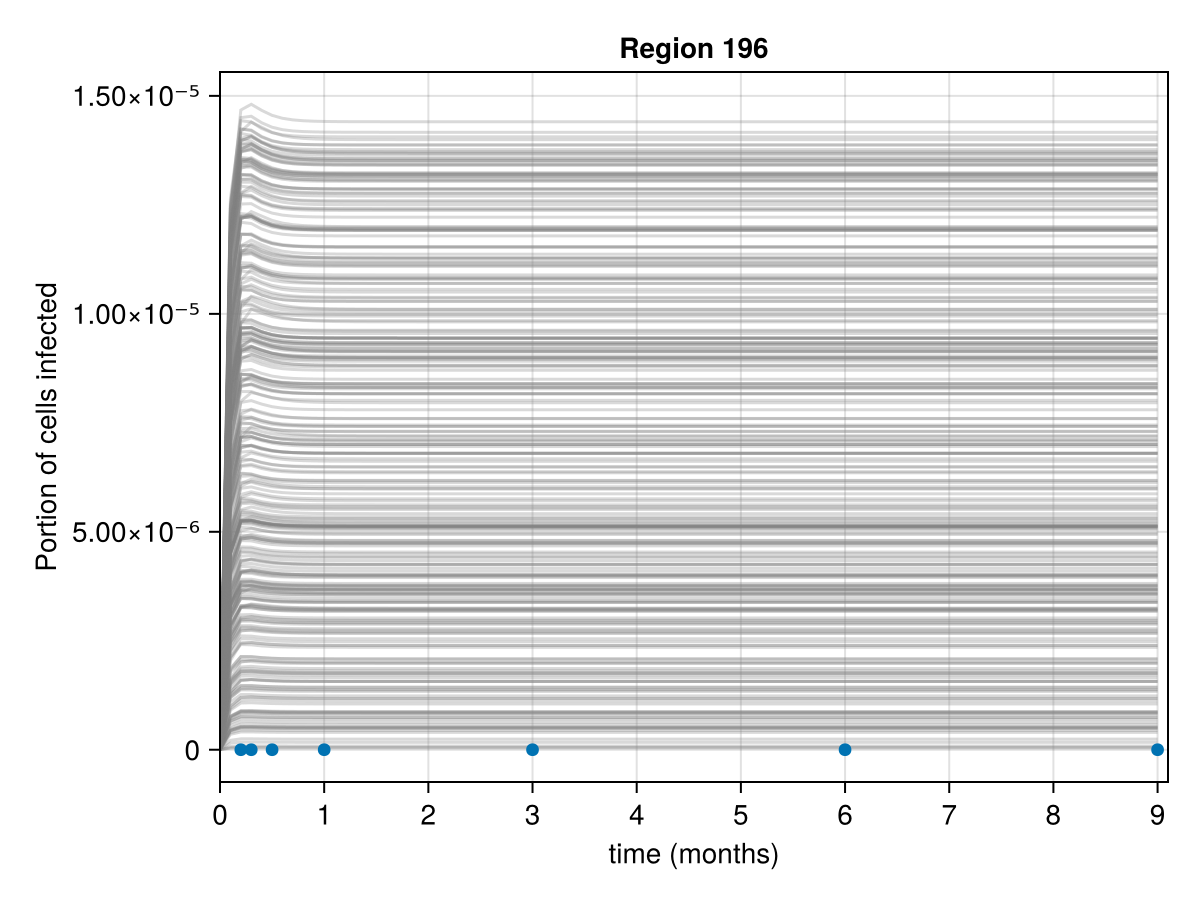 Region 196
1.50×10⁻⁵
1.00×10⁻⁵
5.00×10⁻⁶
0
Portion of cells infected
0 1 2 3 4 5 6 7 8 9
time (months)